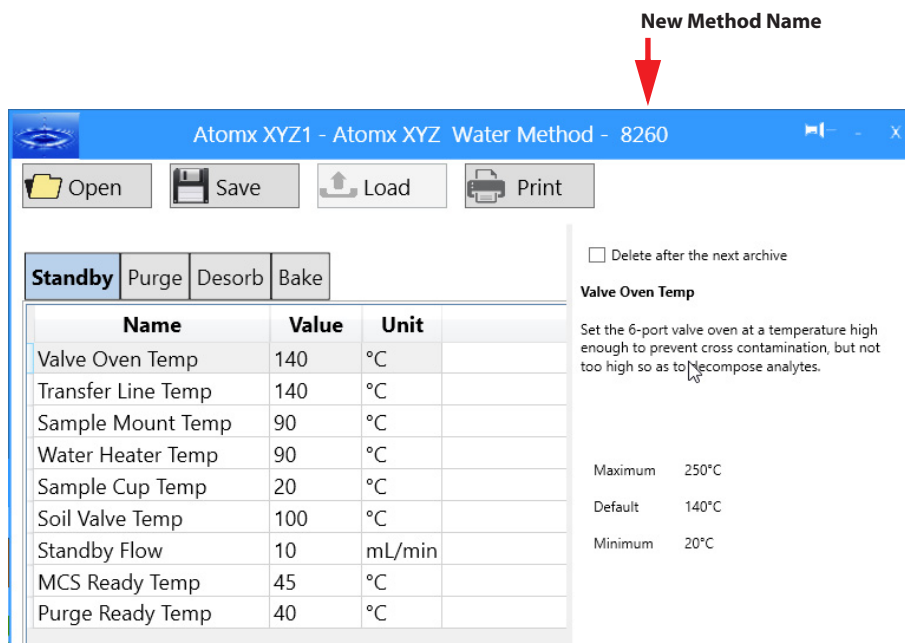 New Method Name
Atomx XYZ1 - Atomx XYZ Water Method - 8260
Open Save Load Print
Standby Purge Desorb Bake
Name Value Unit
Valve Oven Temp 140 °C
Transfer Line Temp 140 °C
Sample Mount Temp 90 °C
Water Heater Temp 90 °C
Sample Cup Temp 20 °C
Soil Valve Temp 100 °C
Standby Flow 10 mL/min
MCS Ready Temp 45 °C
Purge Ready Temp 40 °C
Delete after the next archive
Valve Oven Temp
Set the 6-port valve oven at a temperature high
enough to prevent cross contamination, but not
too high so as to decompose analytes.
Maximum 250°C
Default 140°C
Minimum 20°C